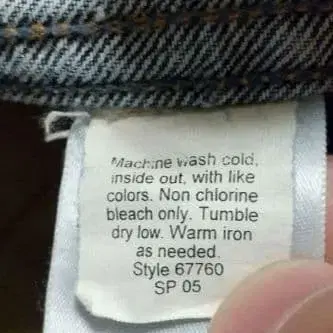 Machine wash cold,
inside out, with like
colors. Non chlorine
bleach only. Tumble
dry low. Warm iron
as needed.
Style 67760
SP 05